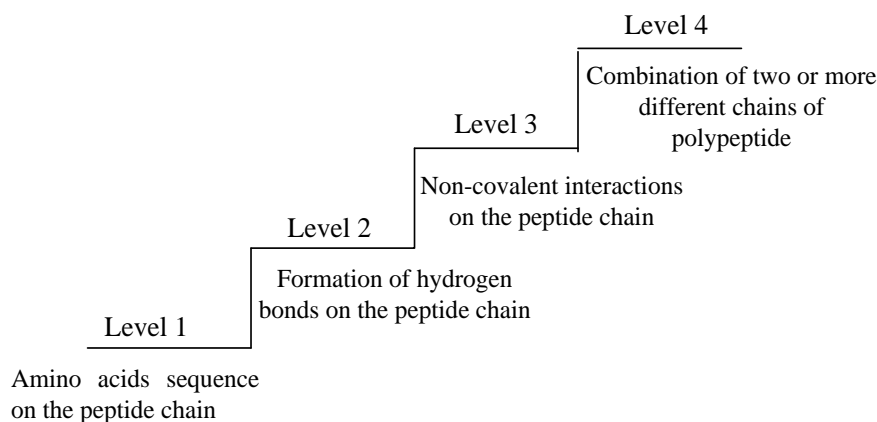 Level 4
Combination of two or more
different chains of
polypeptide
Level 3
Non-covalent interactions
on the peptide chain
Level 2
Formation of hydrogen
bonds on the peptide chain
Level 1
Amino acids sequence
on the peptide chain